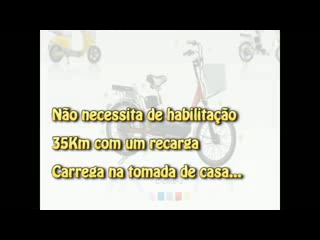 Não necessita de habilitação
35Km com um recarga
Carrega na tomada de casa...